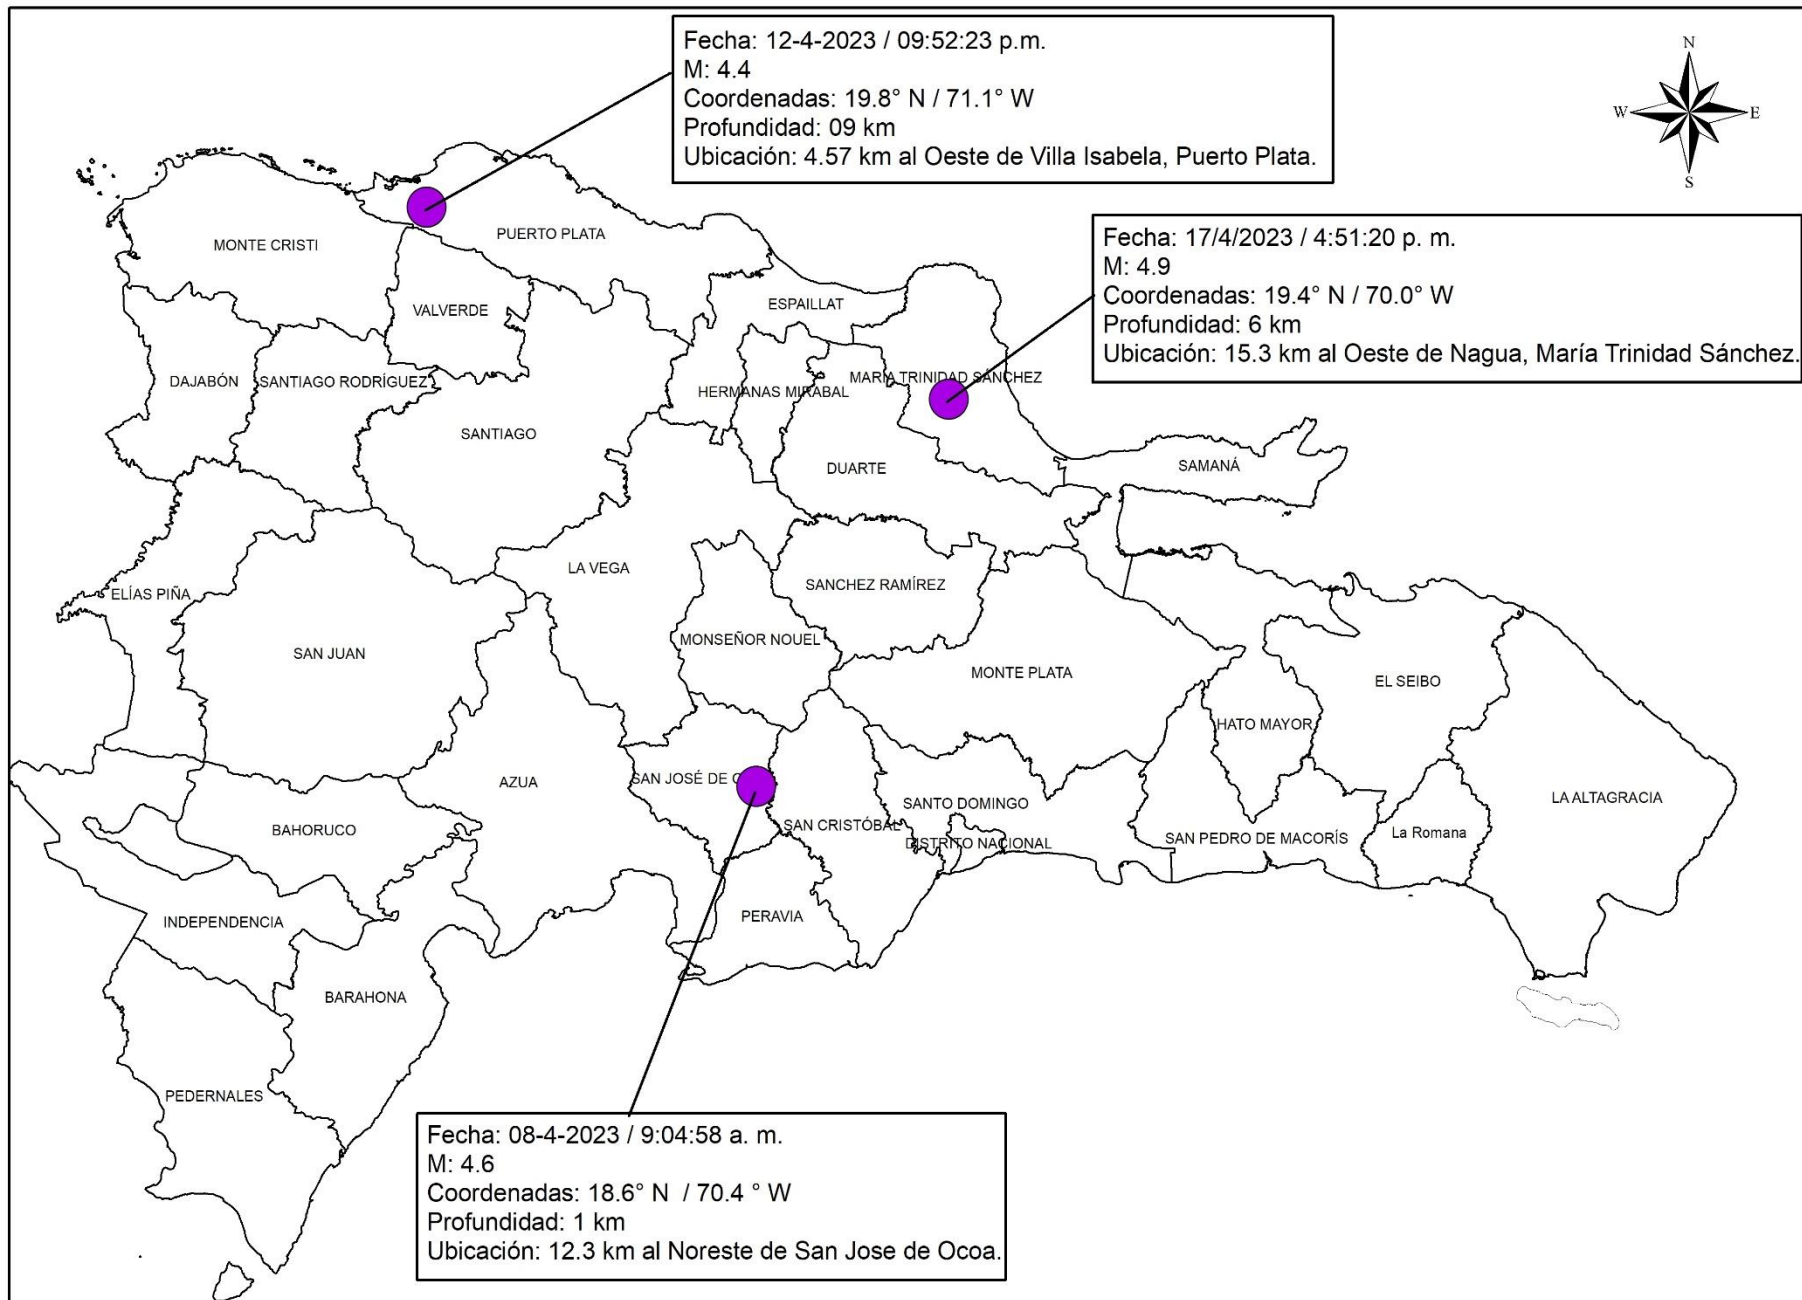 Fecha: 12-4-2023 / 09:52:23 p.m.
M: 4.4
Coordenadas: 19.8° N / 71.1° W
Profundidad: 09 km
Ubicación: 4.57 km al Oeste de Villa Isabela, Puerto Plata.
N
W
E
S
Fecha: 17/4/2023 / 4:51:20 p. m.
M: 4.9
Coordenadas: 19.4° N / 70.0° W
Profundidad: 6 km
Ubicación: 15.3 km al Oeste de Nagua, María Trinidad Sánchez.
MONTE CRISTI
PUERTO PLATA
VALVERDE
ESPAILLAT
DAJABÓN
SANTIAGO RODRÍGUEZ
HERMANAS MIRABAL
MARÍA TRINIDAD SÁNCHEZ
SANTIAGO
DUARTE
SAMANÁ
ELÍAS PIÑA
LA VEGA
SANCHEZ RAMÍREZ
SAN JUAN
MONSEÑOR NOUEL
MONTE PLATA
EL SEIBO
HATO MAYOR
AZUA
SAN JOSÉ DE
LA ALTAGRACIA
BAHORUCO
SAN CRISTÓBAL
SANTO DOMINGO
DISTRITO NACIONAL
SAN PEDRO DE MACORÍS
La Romana
INDEPENDENCIA
PERAVIA
BARAHONA
PEDERNALES
Fecha: 08-4-2023 / 9:04:58 a. m.
M: 4.6
Coordenadas: 18.6° N / 70.4 ° W
Profundidad: 1 km
Ubicación: 12.3 km al Noreste de San Jose de Ocoa.